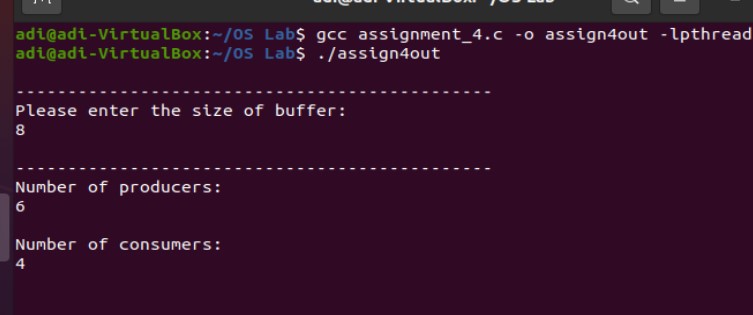 adi@adi-VirtualBox:~/OS Lab$ gcc assignment_4.c -o assign4out -lpthread
adi@adi-VirtualBox:~/OS Lab$ ./assign4out
----------------------------------------------
Please enter the size of buffer:
8
----------------------------------------------
Number of producers:
6
Number of consumers:
4